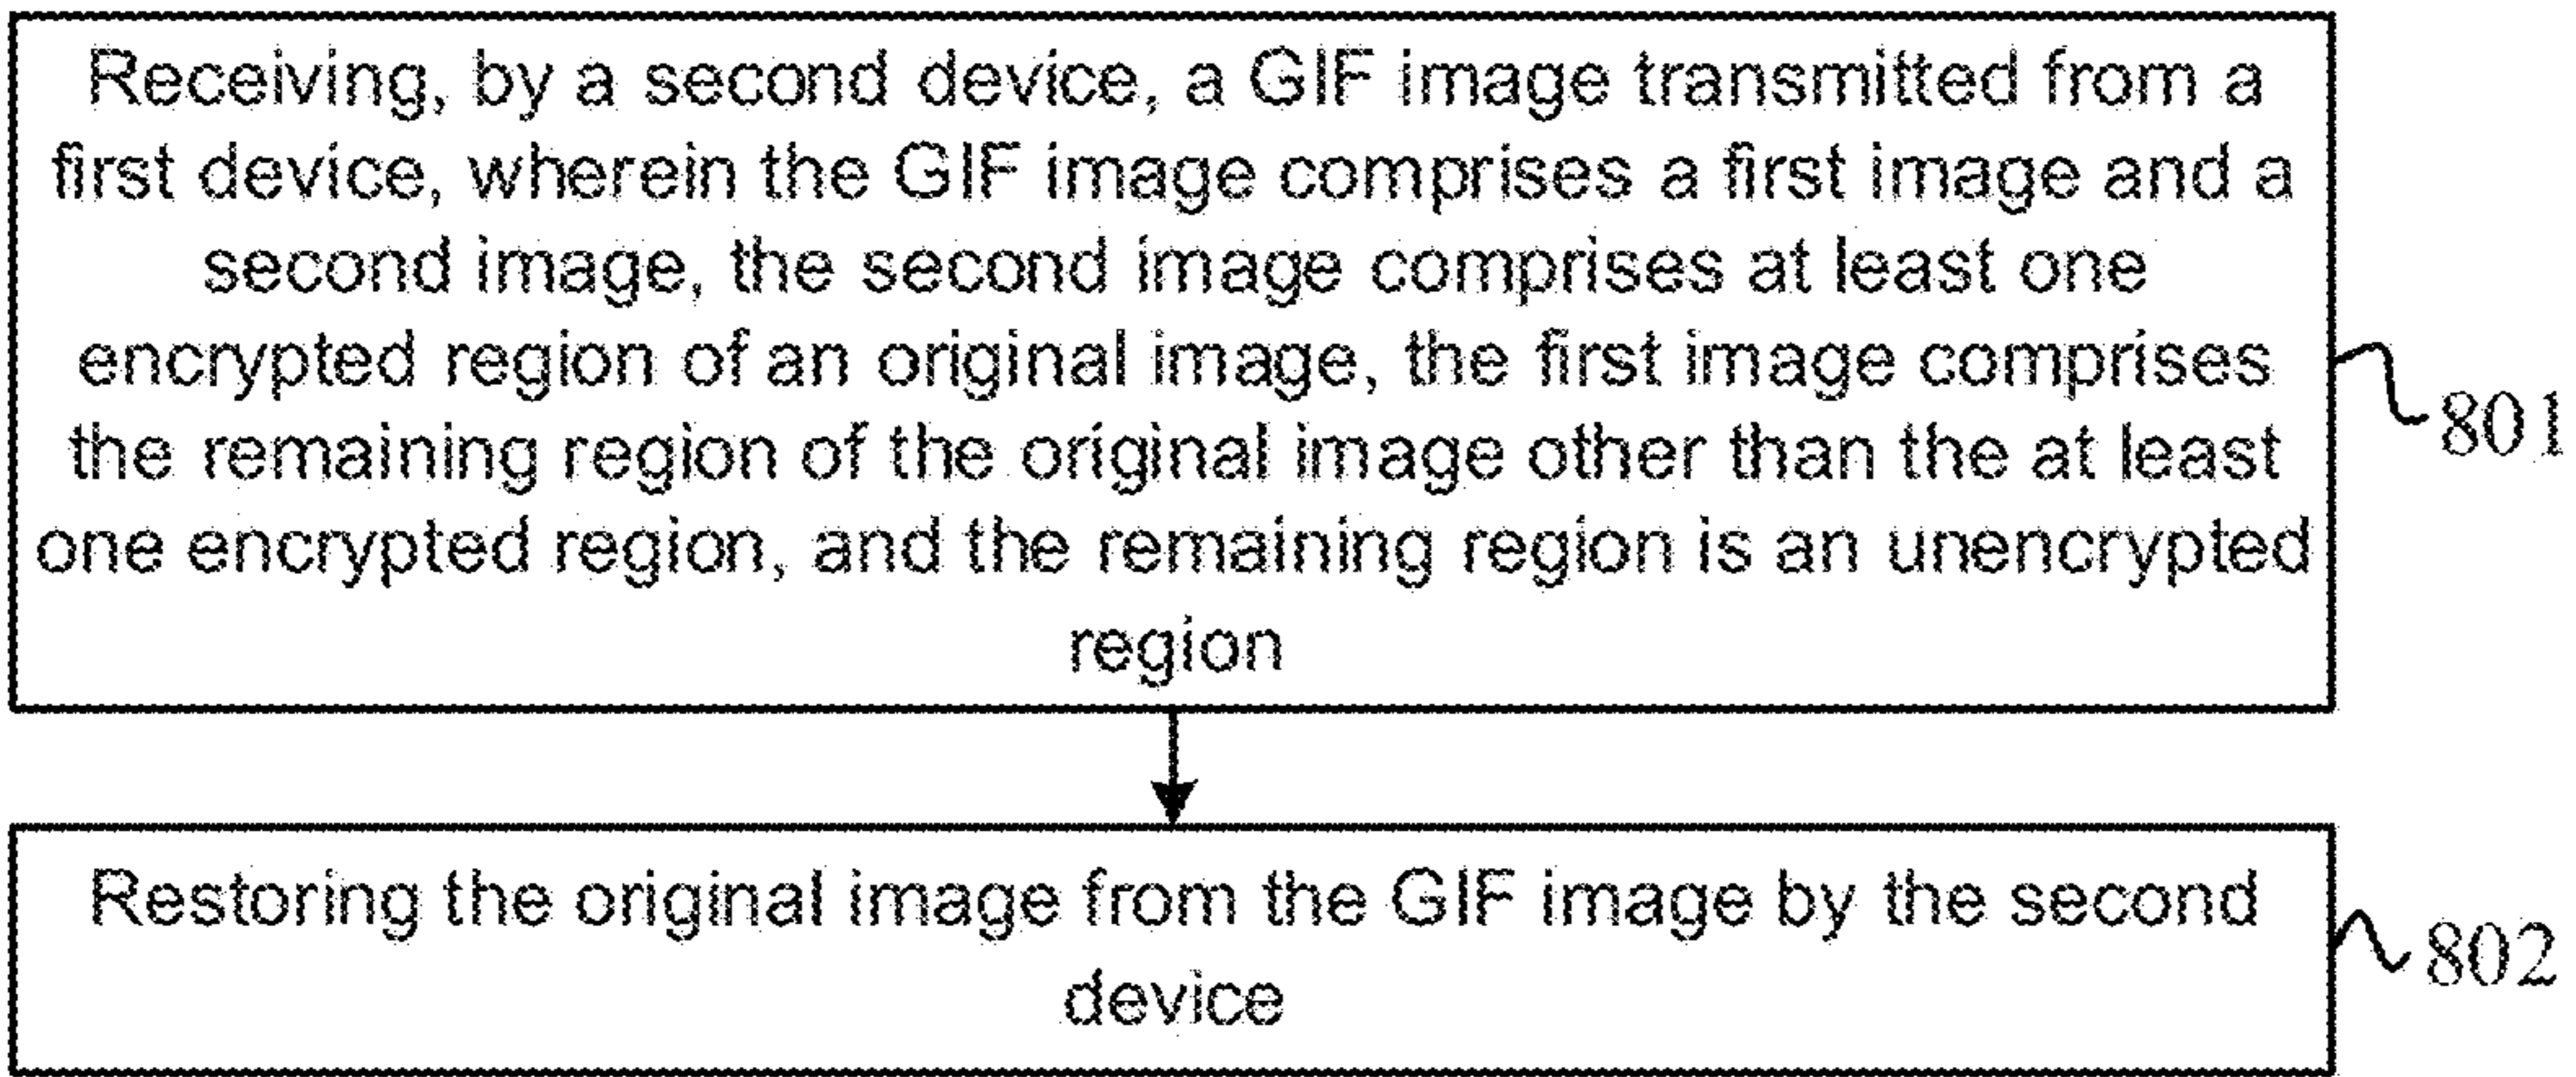 Receiving, by a second device, a GIF image transmitted from a
first device, wherein the GIF image comprises a first image and a
second image, the second image comprises at least one
encrypted region of an original image, the first image comprises
the remaining region of the original image other than the at least
one encrypted region, and the remaining region is an unencrypted
region
801
Restoring the original image from the GIF image by the second
device
802